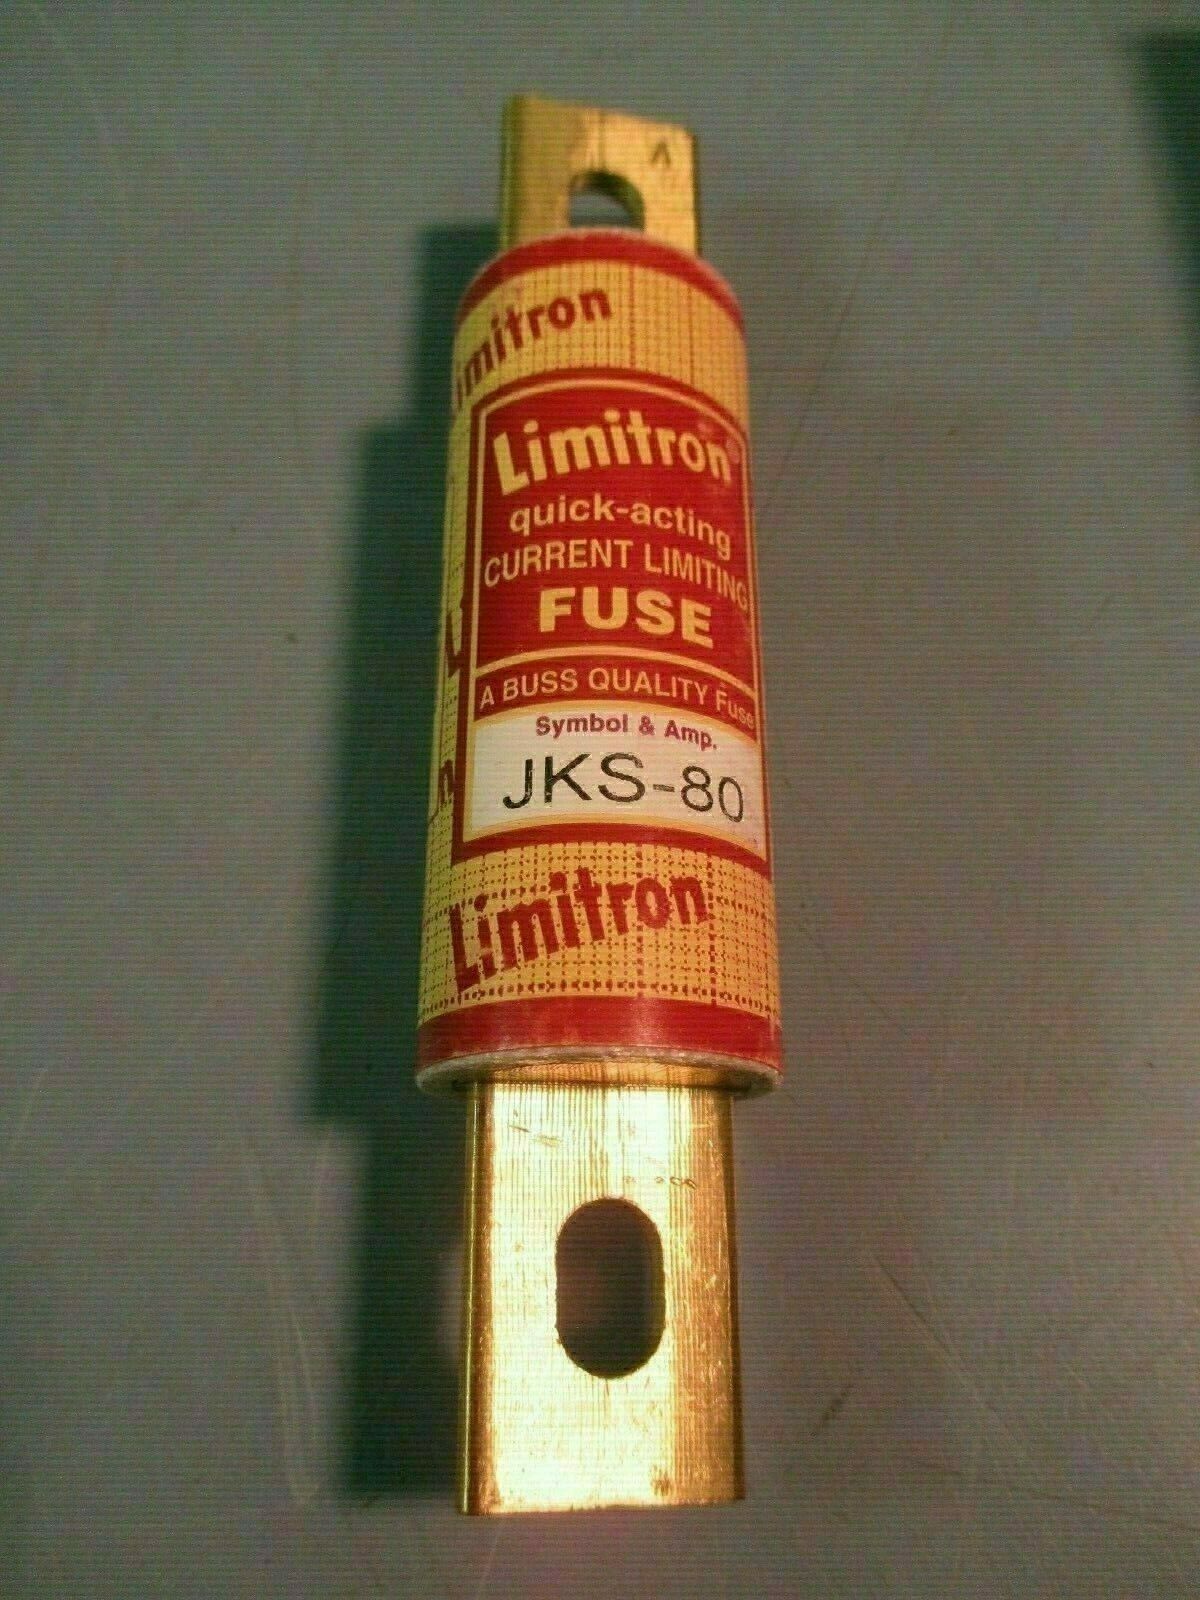 Limitron
Limitron
quick-acting
CURRENT LIMITING
FUSE
A BUSS QUALITY Fuse
Symbol & Amp.
JKS-80
Limitron